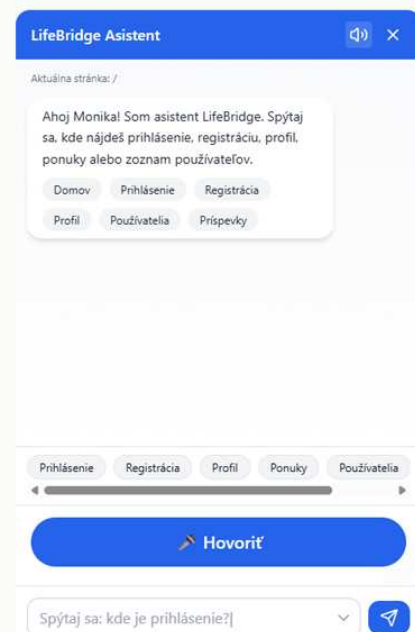 LifeBridge Asistent
Aktuálna stránka: /
Ahoj Monika! Som asistent LifeBridge. Spýtaj
sa, kde nájdeš prihlásenie, registráciu, profil,
ponuky alebo zoznam používateľov.
Domov Prihlásenie Registrácia
Profil Používatelia Príspevky
Prihlásenie Registrácia Profil Ponuky Používatelia
Hovoriť
Spýtaj sa: kde je prihlásenie?